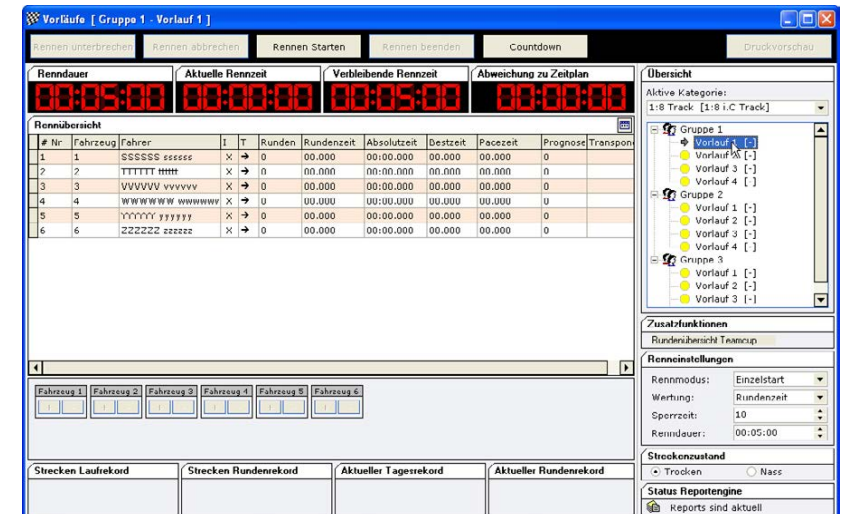 Vorläufe [ Gruppe 1 - Vorlauf 1 ]
Rennen unterbrechen Rennen abbrechen Rennen Starten Rennen beenden Countdown Druckvorschau
Renndauer Aktuelle Rennzeit Verbleibende Rennzeit Abweichung zu Zeitplan
00:05:00 00:00:00 00:05:00 00:00:00
Rennübersicht
# Nr Fahrzeug Fahrer I T Runden Rundenzeit Absolutzeit Bestzeit Pacezeit Prognose Transpon
1 1 SSSSSS ssssss X → 0 00.000 00:00.000 00.000 00.000 0
2 2 TTTTTT tttttt X → 0 00.000 00:00.000 00.000 00.000 0
3 3 VVVVVV vvvvvv X → 0 00.000 00:00.000 00.000 00.000 0
4 4 WWWWWW wwwwww X → 0 00.000 00:00.000 00.000 00.000 0
5 5 YYYYYY yyyyyy X → 0 00.000 00:00.000 00.000 00.000 0
6 6 ZZZZZZ zzzzzz X → 0 00.000 00:00.000 00.000 00.000 0
Fahrzeug 1 Fahrzeug 2 Fahrzeug 3 Fahrzeug 4 Fahrzeug 5 Fahrzeug 6
Strecken Laufrekord Strecken Rundenrekord Aktueller Tagesrekord Aktueller Rundenrekord
Übersicht
Aktive Kategorie:
1:8 Track [1:8 i.C Track]
Gruppe 1
Vorlauf 1 [-]
Vorlauf [-]
Vorlauf 3 [-]
Vorlauf 4 [-]
Gruppe 2
Vorlauf 1 [-]
Vorlauf 2 [-]
Vorlauf 3 [-]
Vorlauf 4 [-]
Gruppe 3
Vorlauf 1 [-]
Vorlauf 2 [-]
Vorlauf 3 [-]
Zusatzfunktionen
Rundenübersicht Teamcup
Renneinstellungen
Rennmodus: Einzelstart
Wertung: Rundenzeit
Sperrzeit: 10
Renndauer: 00:05:00
Streckenzustand
Trocken Nass
Status Reportengine
Reports sind aktuell